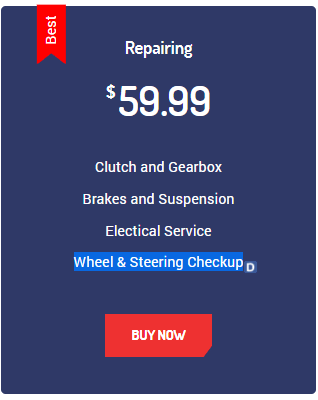 Best
Repairing
$59.99
Clutch and Gearbox
Brakes and Suspension
Electical Service
Wheel & Steering Checkup
D
BUY NOW